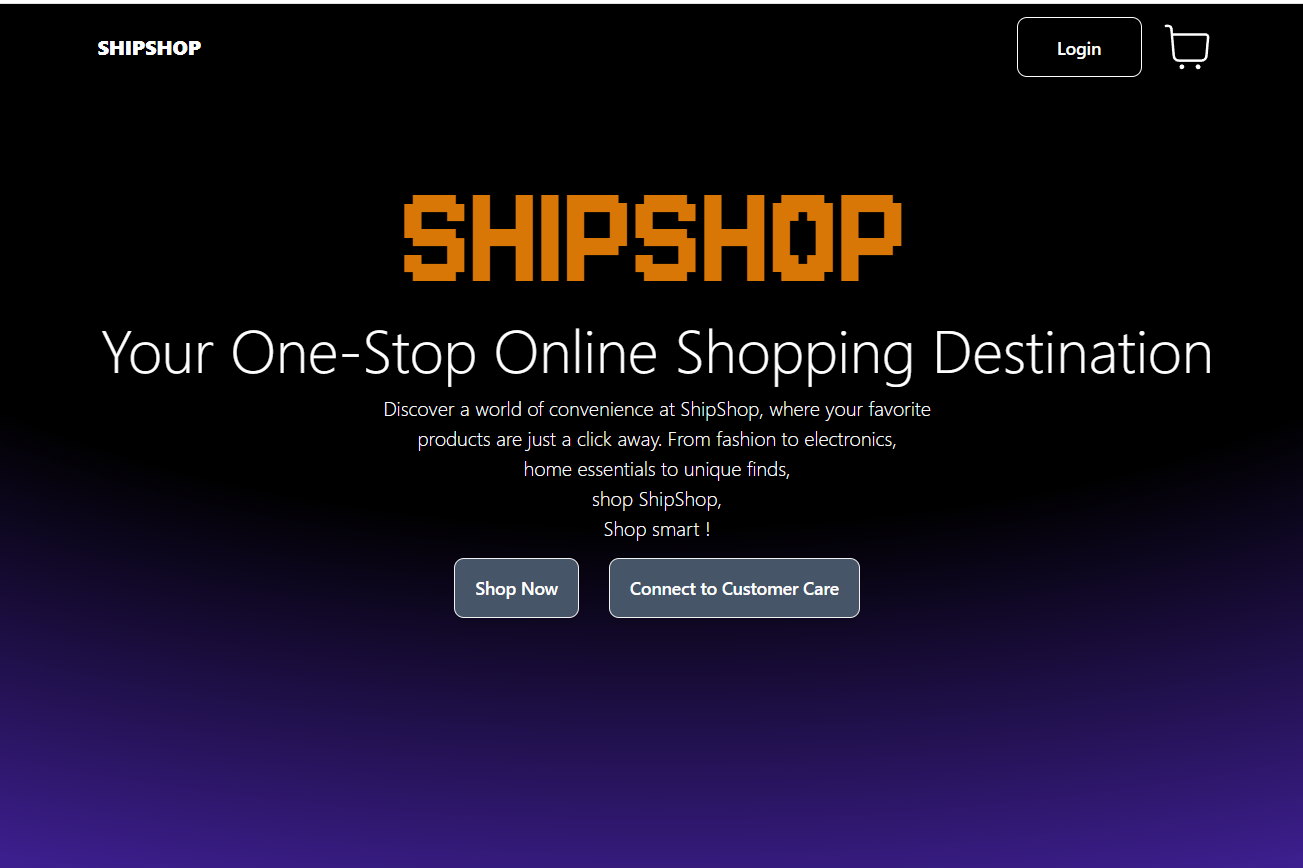 SHIPSHOP
Login
SHIPSHOP
Your One-Stop Online Shopping Destination
Discover a world of convenience at ShipShop, where your favorite
products are just a click away. From fashion to electronics,
home essentials to unique finds,
shop ShipShop,
Shop smart !
Shop Now
Connect to Customer Care